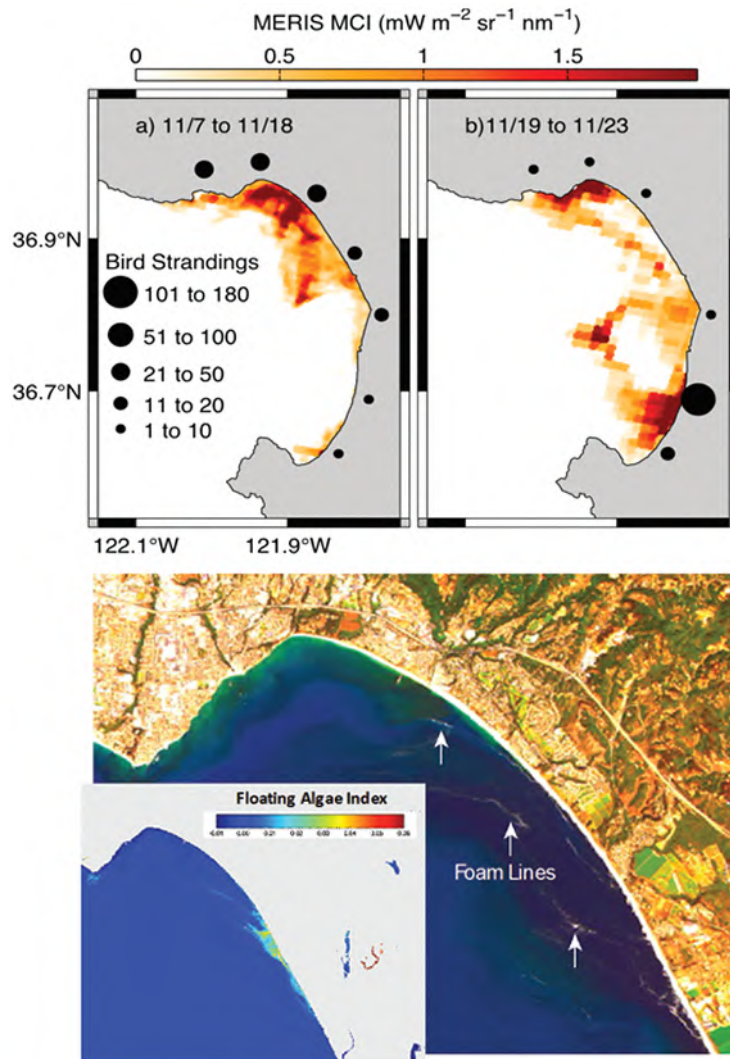 MERIS MCI (mW m⁻² sr⁻¹ nm⁻¹)
0 0.5 1 1.5
a) 11/7 to 11/18
b)11/19 to 11/23
36.9°N
Bird Strandings
101 to 180
51 to 100
36.7°N
21 to 50
11 to 20
1 to 10
122.1°W 121.9°W
Foam Lines
Floating Algae Index